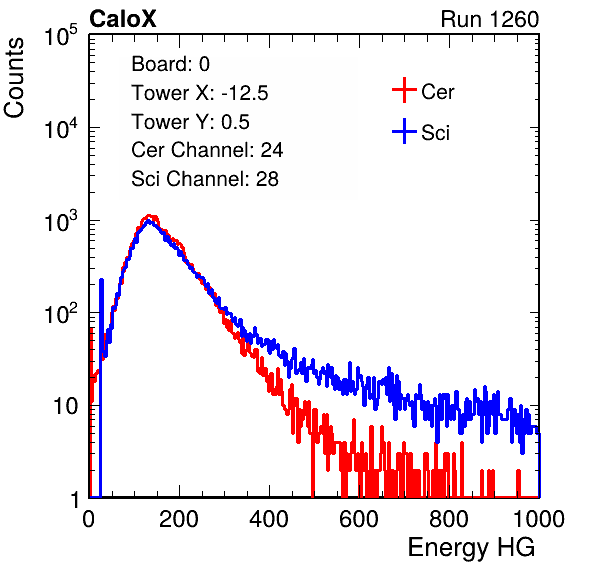 CaloX Run 1260
Counts
10^5
10^4
10^3
10^2
10
1
Board: 0
Tower X: -12.5
Tower Y: 0.5
Cer Channel: 24
Sci Channel: 28
Cer
Sci
0 200 400 600 800 1000
Energy HG